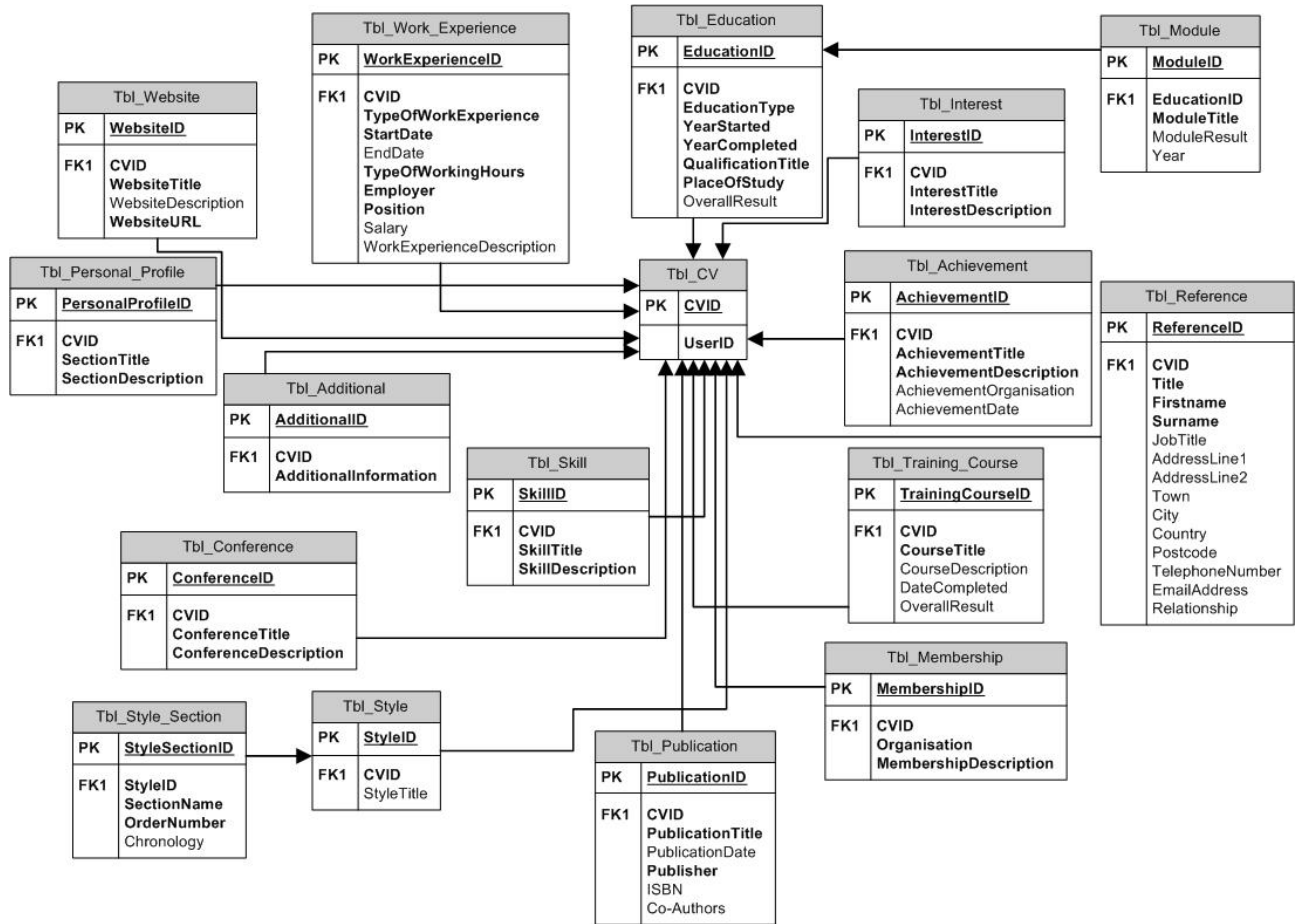 Tbl_Work_Experience
PK WorkExperienceID
FK1 CVID
TypeOfWorkExperience
StartDate
EndDate
TypeOfWorkingHours
Employer
Position
Salary
WorkExperienceDescription
Tbl_Education
PK EducationID
FK1 CVID
EducationType
YearStarted
YearCompleted
QualificationTitle
PlaceOfStudy
OverallResult
Tbl_Module
PK ModuleID
FK1 EducationID
ModuleTitle
ModuleResult
Year
Tbl_Website
PK WebsiteID
FK1 CVID
WebsiteTitle
WebsiteDescription
WebsiteURL
Tbl_Interest
PK InterestID
FK1 CVID
InterestTitle
InterestDescription
Tbl_Personal_Profile
PK PersonalProfileID
FK1 CVID
SectionTitle
SectionDescription
Tbl_CV
PK CVID
UserID
Tbl_Achievement
PK AchievementID
FK1 CVID
AchievementTitle
AchievementDescription
AchievementOrganisation
AchievementDate
Tbl_Reference
PK ReferenceID
FK1 CVID
Title
Firstname
Surname
JobTitle
AddressLine1
AddressLine2
Town
City
Country
Postcode
TelephoneNumber
EmailAddress
Relationship
Tbl_Additional
PK AdditionalID
FK1 CVID
AdditionalInformation
Tbl_Skill
PK SkillID
FK1 CVID
SkillTitle
SkillDescription
Tbl_Training_Course
PK TrainingCourseID
FK1 CVID
CourseTitle
CourseDescription
DateCompleted
OverallResult
Tbl_Conference
PK ConferenceID
FK1 CVID
ConferenceTitle
ConferenceDescription
Tbl_Membership
PK MembershipID
FK1 CVID
Organisation
MembershipDescription
Tbl_Style_Section
PK StyleSectionID
FK1 StyleID
SectionName
OrderNumber
Chronology
Tbl_Style
PK StyleID
FK1 CVID
StyleTitle
Tbl_Publication
PK PublicationID
FK1 CVID
PublicationTitle
PublicationDate
Publisher
ISBN
Co-Authors